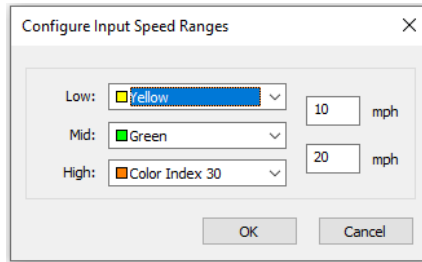 Configure Input Speed Ranges
Low: Yellow
10 mph
Mid: Green
20 mph
High: Color Index 30
OK Cancel